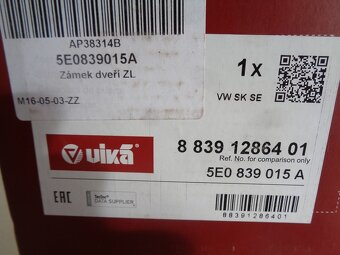 AP38314B
5E0839015A
Zámek dveří ZL
M16-05-03-ZZ
1x
VW SK SE
vika
8 839 12864 01
Ref. No. for comparison only
5E0 839 015 A
EAC
TecDoc
DATA SUPPLIER
88391286401